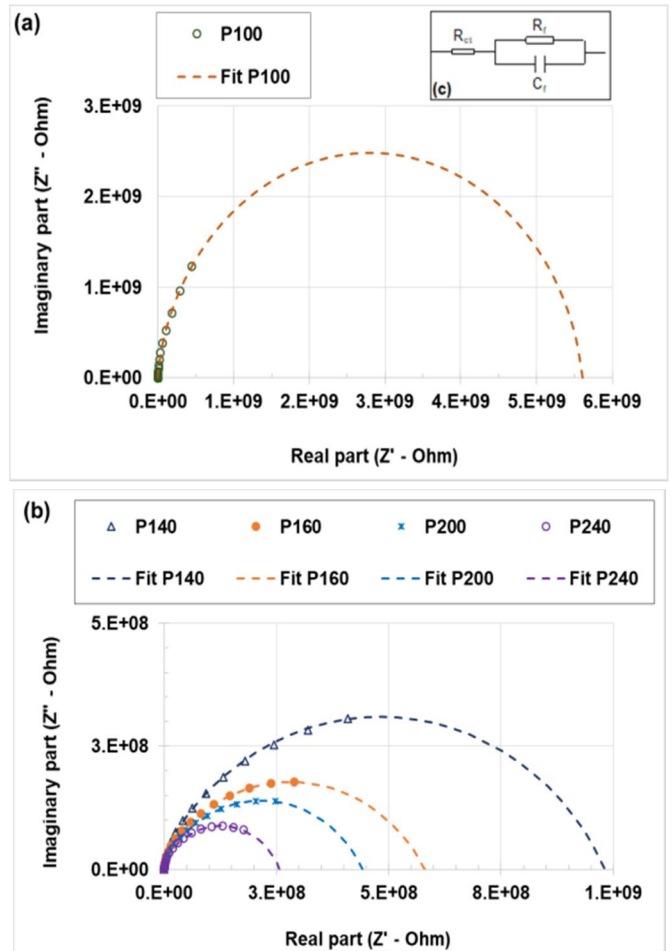 (a)
P100
Fit P100
R_ct
R_f
C_f
(c)
3.E+09
2.E+09
1.E+09
0.E+00
Imaginary part (Z'' - Ohm)
0.E+00 1.E+09 2.E+09 3.E+09 4.E+09 5.E+09 6.E+09
Real part (Z' - Ohm)
(b)
P140 P160 P200 P240
Fit P140 Fit P160 Fit P200 Fit P240
5.E+08
3.E+08
0.E+00
Imaginary part (Z'' - Ohm)
0.E+00 3.E+08 5.E+08 8.E+08 1.E+09
Real part (Z' - Ohm)